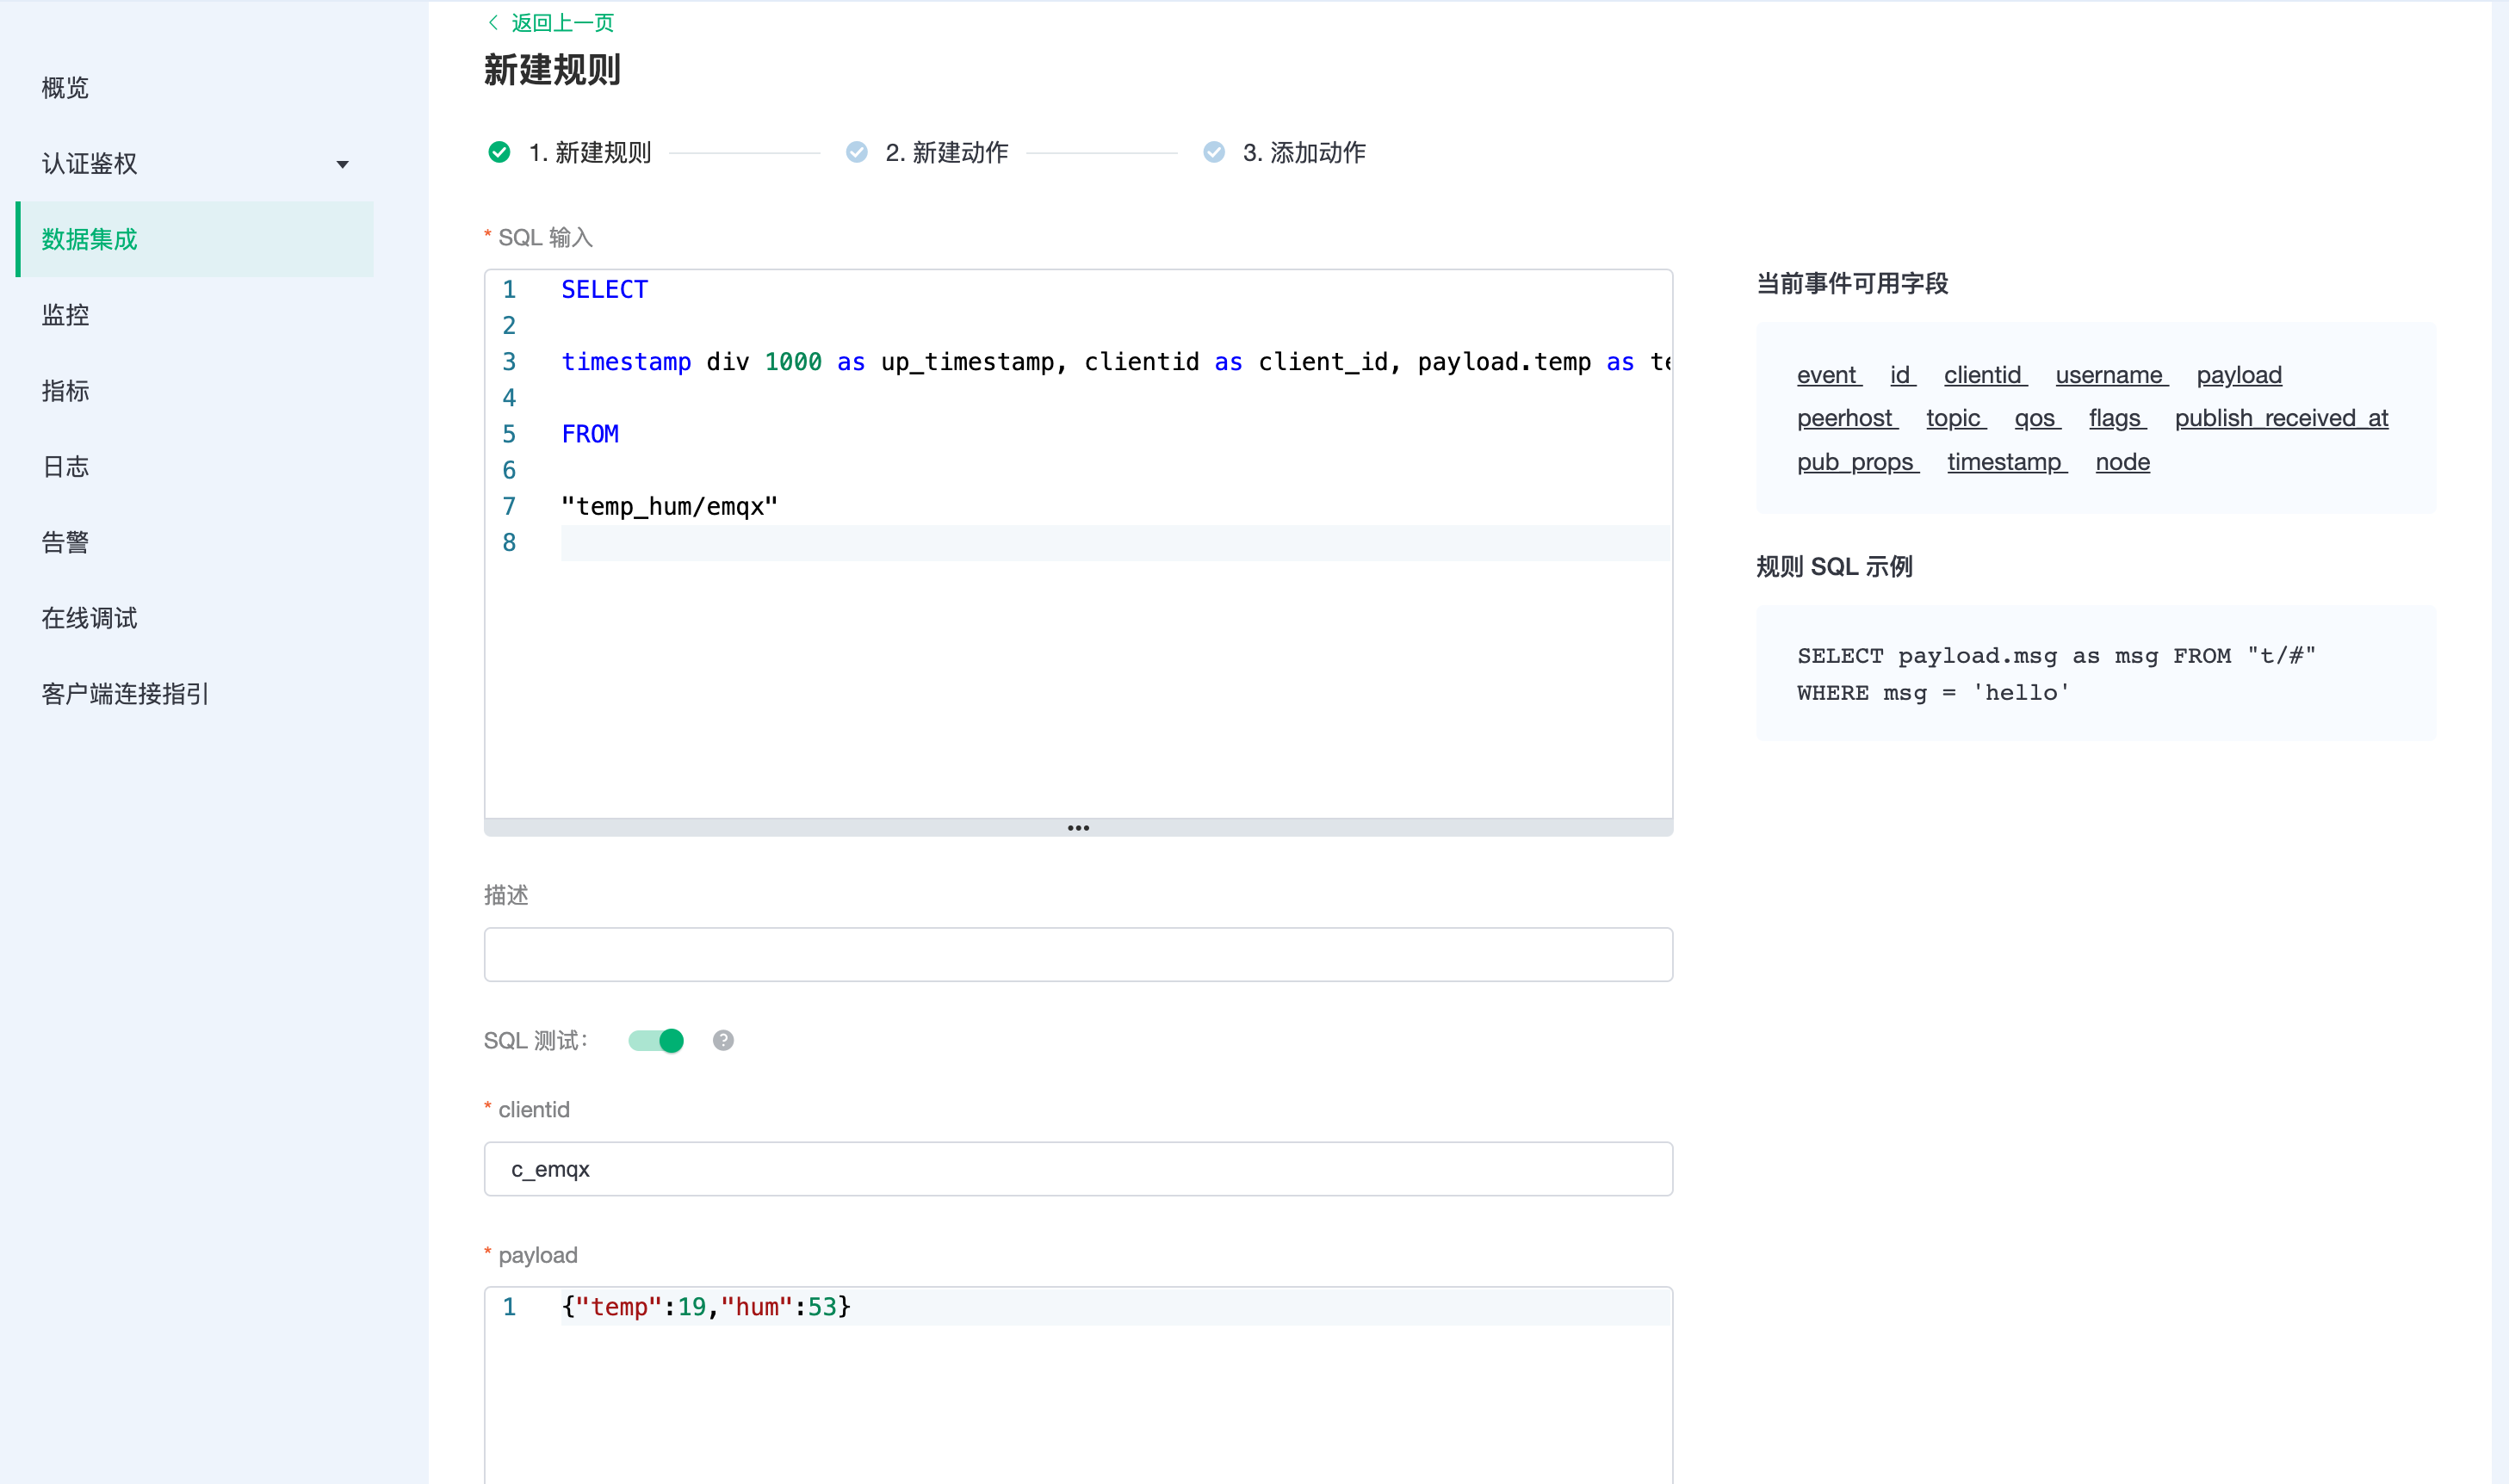 返回上一页
新建规则
概览
认证鉴权
数据集成
监控
指标
日志
告警
在线调试
客户端连接指引
1. 新建规则
2. 新建动作
3. 添加动作
* SQL 输入
1 SELECT
2
3 timestamp div 1000 as up_timestamp, clientid as client_id, payload.temp as
4
5 FROM
6
7 "temp_hum/emqx"
8
当前事件可用字段
event id clientid username payload
peerhost topic qos flags publish_received_at
pub_props timestamp node
规则 SQL 示例
SELECT payload.msg as msg FROM "t/#"
WHERE msg = 'hello'
描述
SQL 测试:
* clientid
c_emqx
* payload
1 {"temp":19,"hum":53}